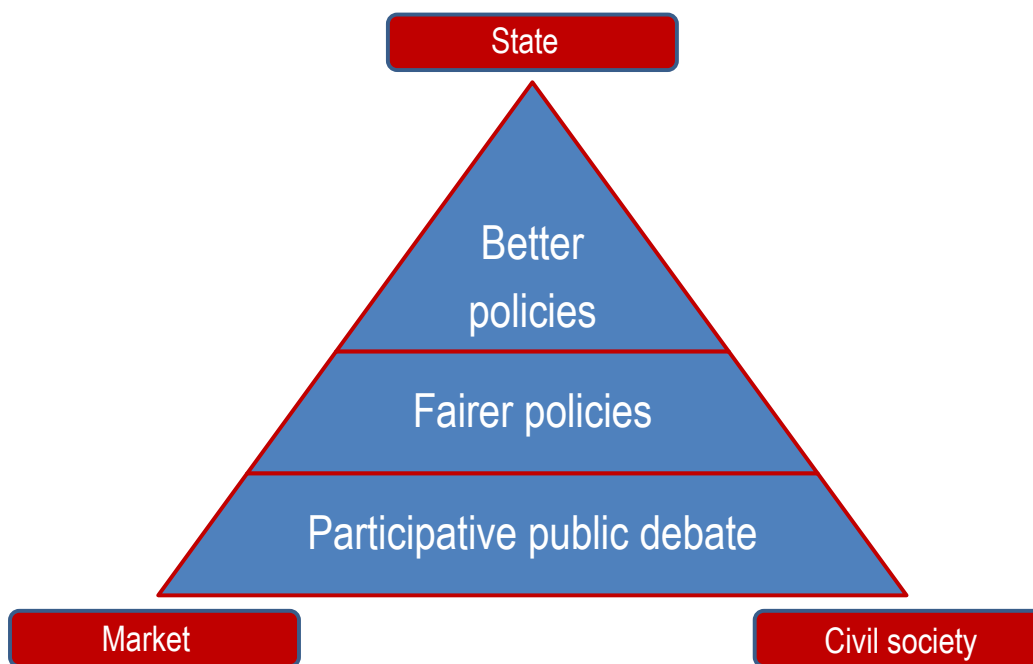 State
Better
policies
Fairer policies
Participative public debate
Market
Civil society